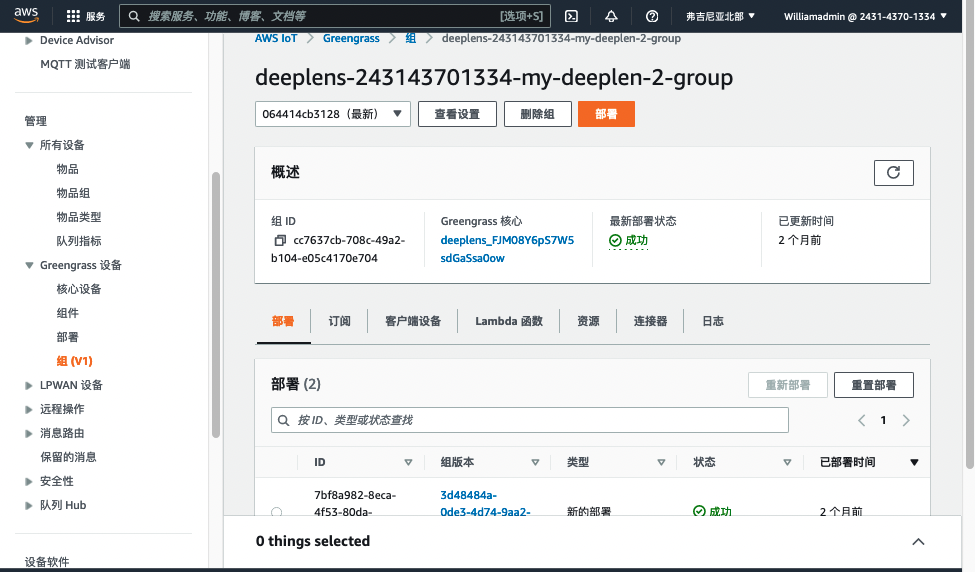 aws
服务
搜索服务、功能、博客、文档等
[选项+S]
弗吉尼亚北部
Williamadmin @ 2431-4370-1334
Device Advisor
MQTT 测试客户端
管理
所有设备
物品
物品组
物品类型
队列指标
Greengrass 设备
核心设备
组件
部署
组 (V1)
LPWAN 设备
远程操作
消息路由
保留的消息
安全性
队列 Hub
设备软件
AWS IoT
Greengrass
组
deeplens-243143701334-my-deeplen-2-group
deeplens-243143701334-my-deeplen-2-group
064414cb3128（最新）
查看设置
删除组
部署
概述
组 ID
cc7637cb-708c-49a2-
b104-e05c4170e704
Greengrass 核心
deeplens_FJM08Y6pS7W5
sdGaSsa0ow
最新部署状态
成功
已更新时间
2 个月前
部署
订阅
客户端设备
Lambda 函数
资源
连接器
日志
部署 (2)
重新部署
重置部署
按 ID、类型或状态查找
1
ID
组版本
类型
状态
已部署时间
7bf8a982-8eca-
4f53-80da-
3d48484a-
0de3-4d74-9aa2-
新的部署
成功
2 个月前
0 things selected